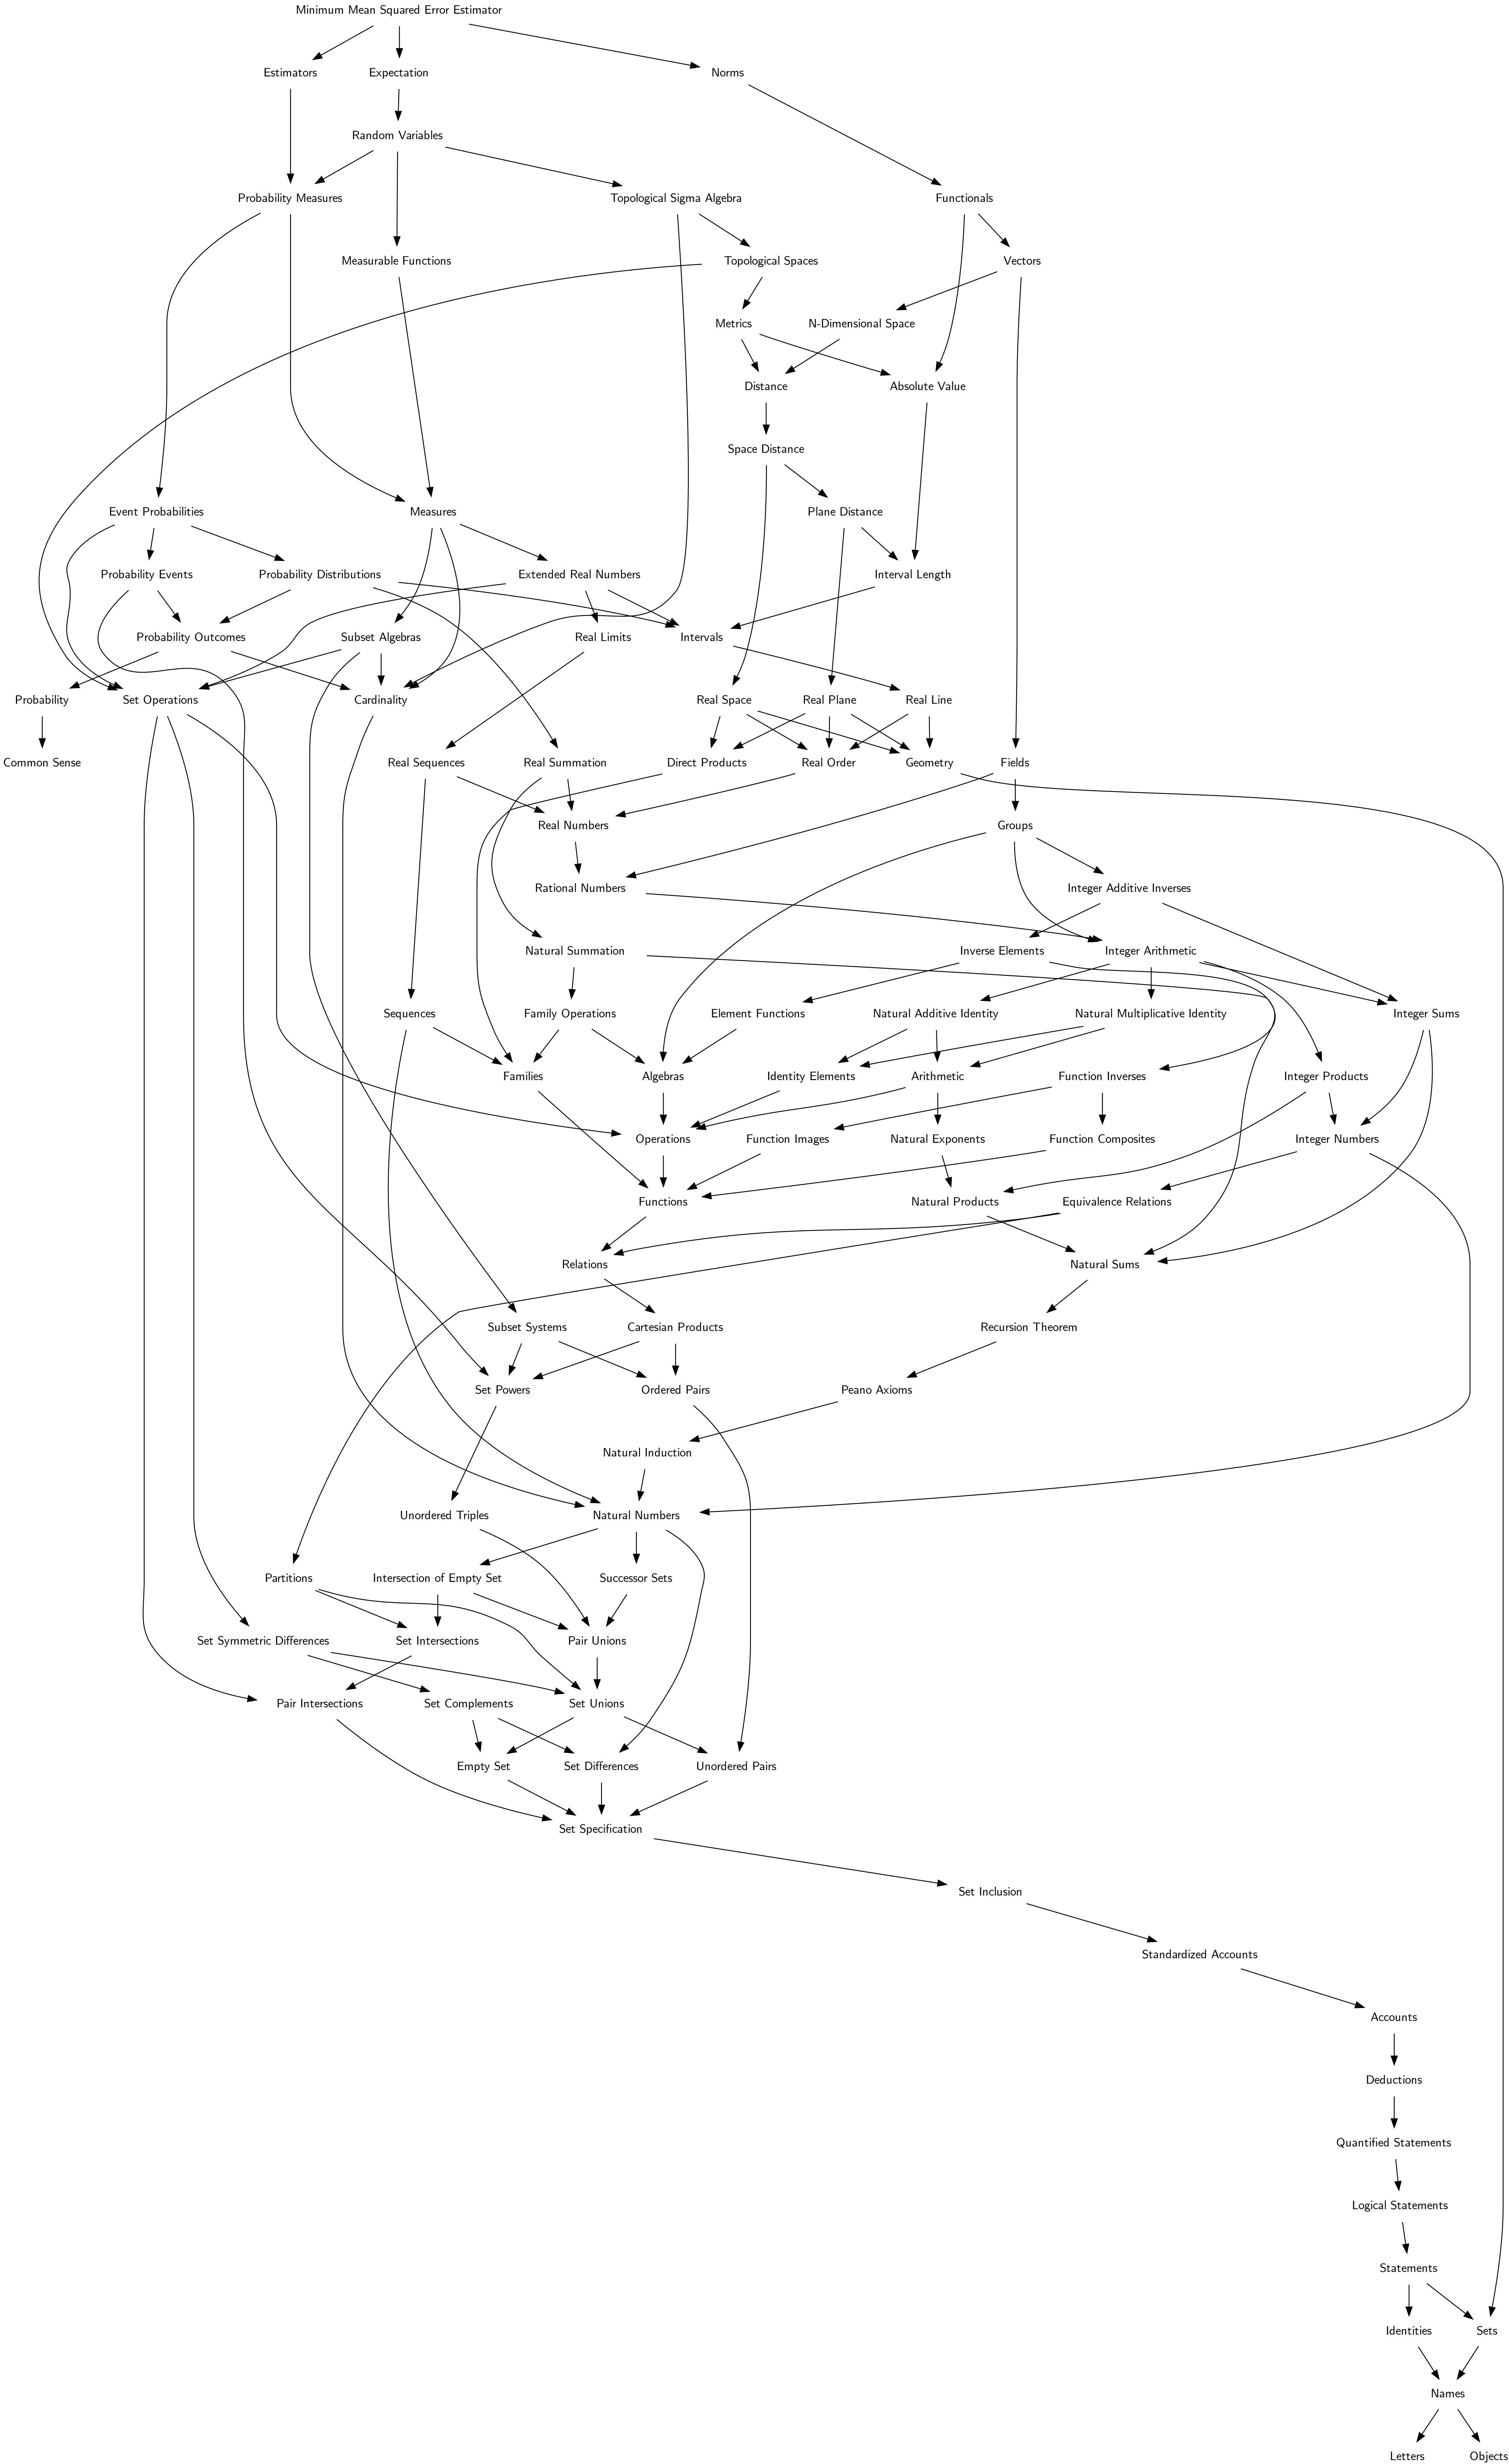 Minimum Mean Squared Error Estimator
Estimators
Expectation
Norms
Random Variables
Probability Measures
Topological Sigma Algebra
Functionals
Measurable Functions
Topological Spaces
Vectors
Metrics
N-Dimensional Space
Distance
Absolute Value
Space Distance
Event Probabilities
Measures
Plane Distance
Probability Events
Probability Distributions
Extended Real Numbers
Interval Length
Probability Outcomes
Subset Algebras
Real Limits
Intervals
Probability
Set Operations
Cardinality
Real Space
Real Plane
Real Line
Common Sense
Real Sequences
Real Summation
Direct Products
Real Order
Geometry
Fields
Real Numbers
Groups
Rational Numbers
Integer Additive Inverses
Natural Summation
Inverse Elements
Integer Arithmetic
Sequences
Family Operations
Element Functions
Natural Additive Identity
Natural Multiplicative Identity
Integer Sums
Families
Algebras
Identity Elements
Arithmetic
Function Inverses
Integer Products
Operations
Function Images
Natural Exponents
Function Composites
Integer Numbers
Functions
Natural Products
Equivalence Relations
Relations
Natural Sums
Subset Systems
Cartesian Products
Recursion Theorem
Set Powers
Ordered Pairs
Peano Axioms
Natural Induction
Unordered Triples
Natural Numbers
Partitions
Intersection of Empty Set
Successor Sets
Set Symmetric Differences
Set Intersections
Pair Unions
Pair Intersections
Set Complements
Set Unions
Empty Set
Set Differences
Unordered Pairs
Set Specification
Set Inclusion
Standardized Accounts
Accounts
Deductions
Quantified Statements
Logical Statements
Statements
Identities
Sets
Names
Letters
Objects